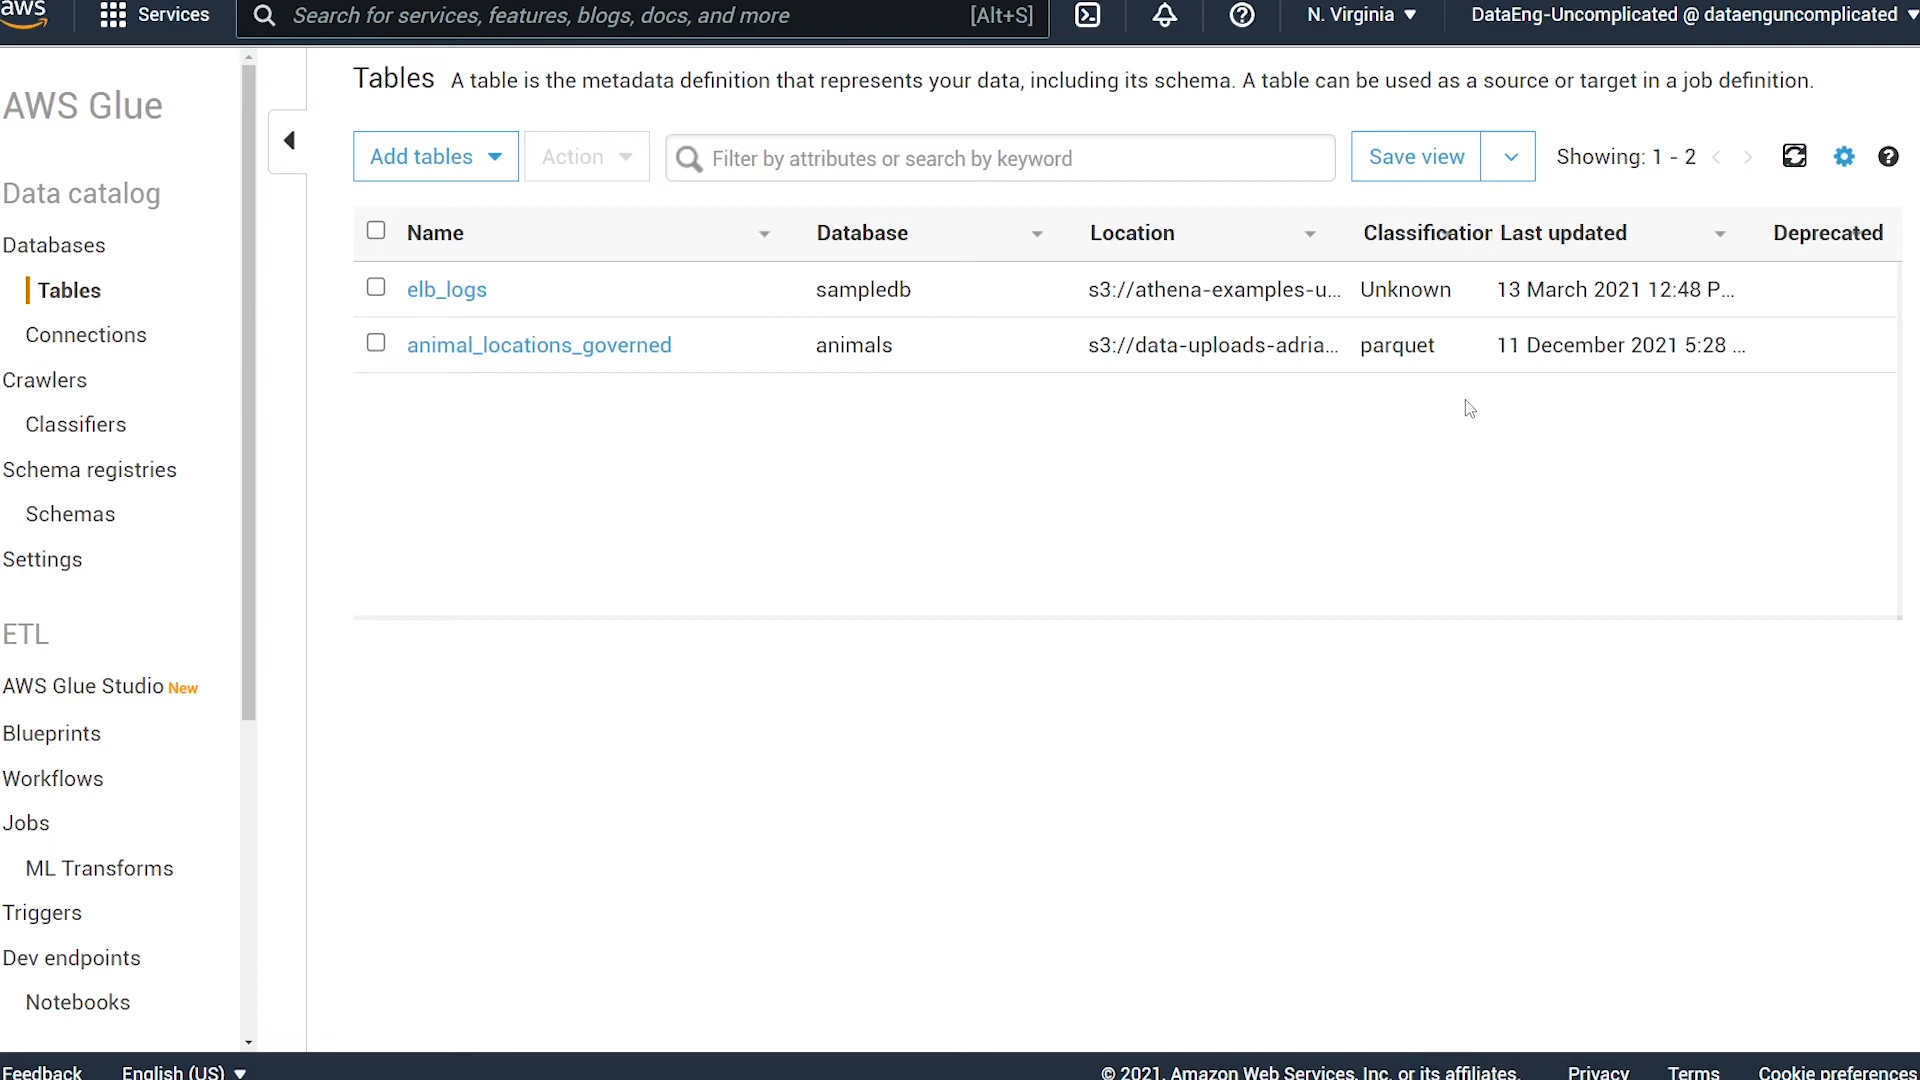 aws Services Search for services, features, blogs, docs, and more [Alt+S] N. Virginia DataEng-Uncomplicated @ dataenguncomplicated
AWS Glue
Data catalog
Databases
Tables
Connections
Crawlers
Classifiers
Schema registries
Schemas
Settings
ETL
AWS Glue Studio New
Blueprints
Workflows
Jobs
ML Transforms
Triggers
Dev endpoints
Notebooks
Tables A table is the metadata definition that represents your data, including its schema. A table can be used as a source or target in a job definition.
Add tables Action Filter by attributes or search by keyword Save view Showing: 1 - 2
Name Database Location Classification Last updated Deprecated
elb_logs sampledb s3://athena-examples-u... Unknown 13 March 2021 12:48 P...
animal_locations_governed animals s3://data-uploads-adria... parquet 11 December 2021 5:28 ...
Feedback English (US) © 2021, Amazon Web Services, Inc. or its affiliates. Privacy Terms Cookie preferences